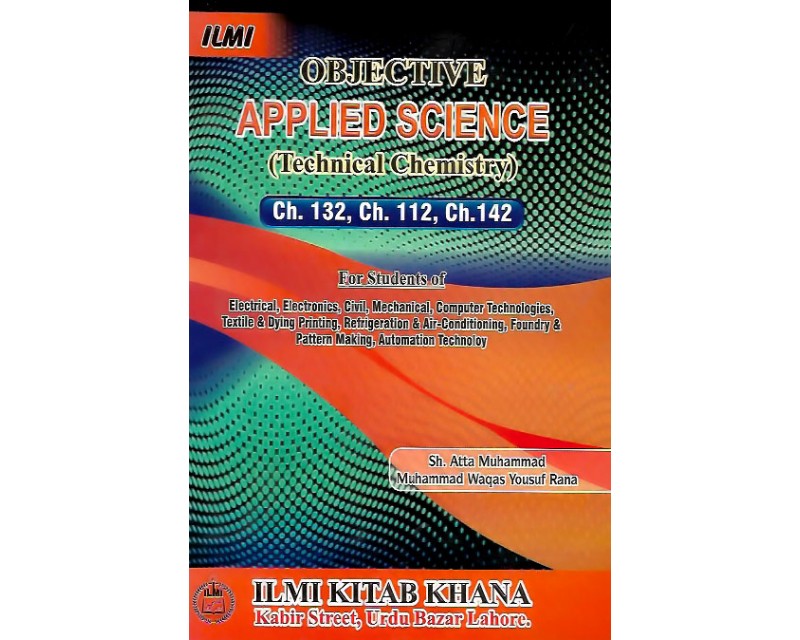 ILMI
OBJECTIVE
APPLIED SCIENCE
(Technical Chemistry)
Ch. 132, Ch. 112, Ch.142
For Students of
Electrical, Electronics, Civil, Mechanical, Computer Technologies,
Textile & Dying Printing, Refrigeration & Air-Conditioning, Foundry &
Pattern Making, Automation Technoloy
Sh. Atta Muhammad
Muhammad Waqas Yousuf Rana
ILMI
ILMI KITAB KHANA
Kabir Street, Urdu Bazar Lahore.